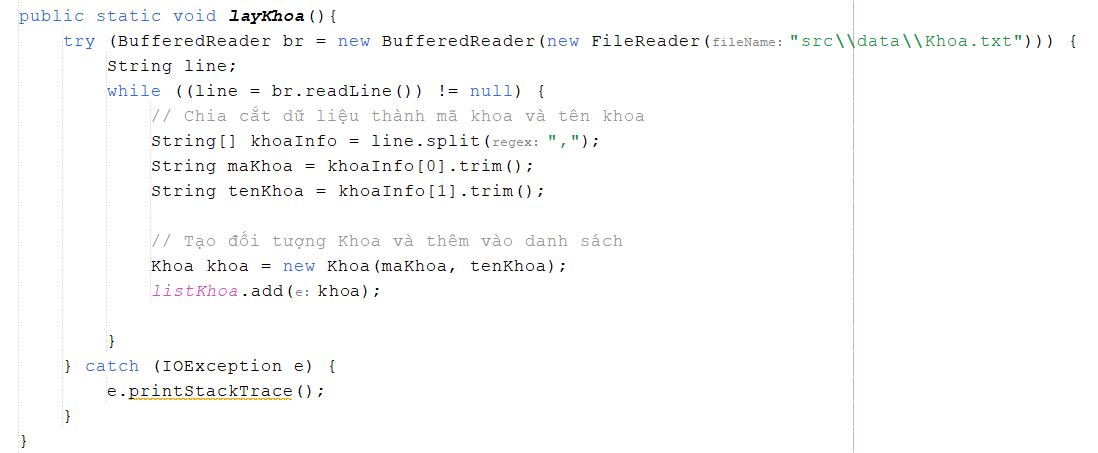 public static void layKhoa(){
try (BufferedReader br = new BufferedReader(new FileReader(fileName: "src\\data\\Khoa.txt"))) {
String line;
while ((line = br.readLine()) != null) {
// Chia cắt dữ liệu thành mã khoa và tên khoa
String[] khoaInfo = line.split(regex: ",");
String maKhoa = khoaInfo[0].trim();
String tenKhoa = khoaInfo[1].trim();
// Tạo đối tượng Khoa và thêm vào danh sách
Khoa khoa = new Khoa(maKhoa, tenKhoa);
listKhoa.add(e: khoa);
}
} catch (IOException e) {
e.printStackTrace();
}
}